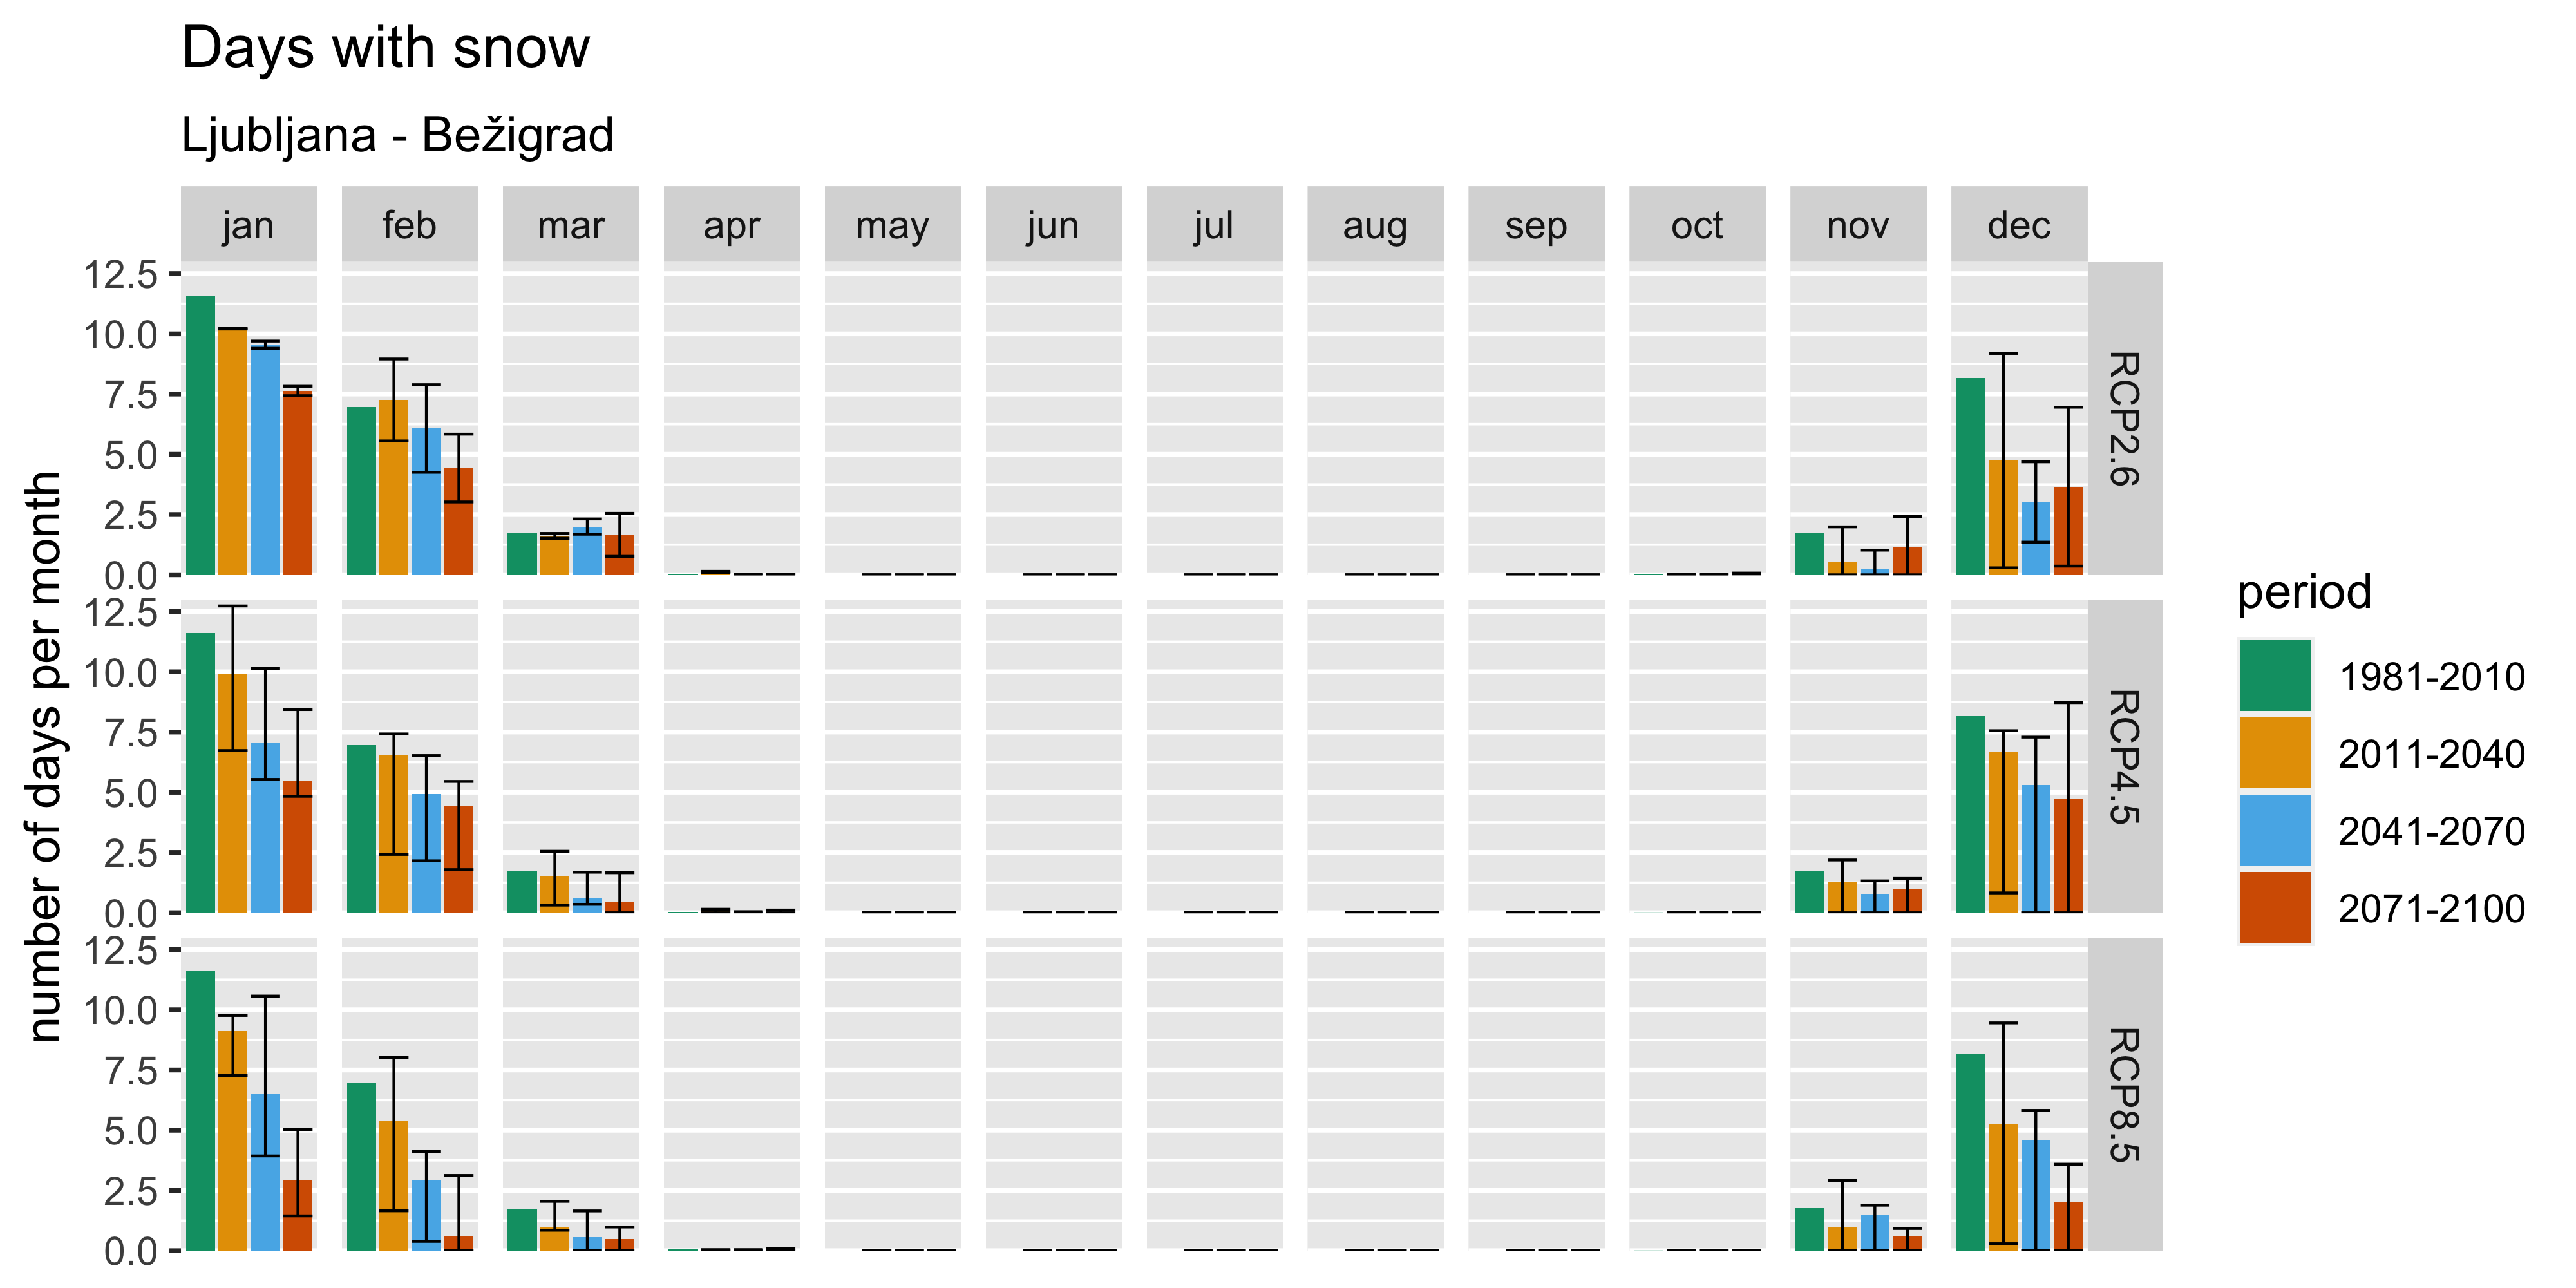 Days with snow
Ljubljana - Bežigrad
jan feb mar apr may jun jul aug sep oct nov dec
12.5
10.0
7.5
5.0
2.5
0.0
RCP2.6
12.5
10.0
7.5
5.0
2.5
0.0
RCP4.5
12.5
10.0
7.5
5.0
2.5
0.0
RCP8.5
number of days per month
period
1981-2010
2011-2040
2041-2070
2071-2100